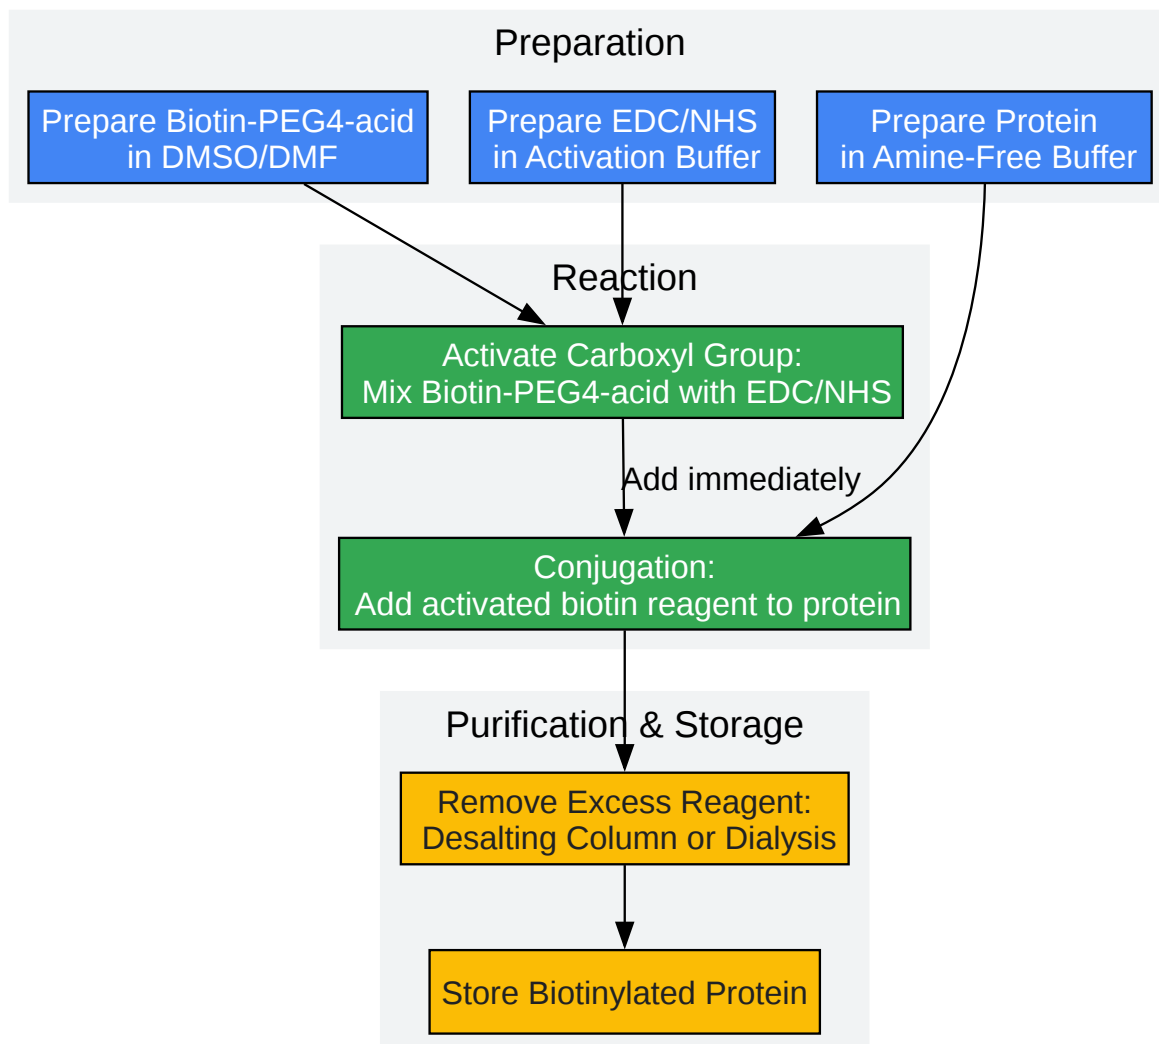 Preparation
Prepare Biotin-PEG4-acid
in DMSO/DMF
Prepare EDC/NHS
in Activation Buffer
Prepare Protein
in Amine-Free Buffer
Reaction
Activate Carboxyl Group:
Mix Biotin-PEG4-acid with EDC/NHS
Add immediately
Conjugation:
Add activated biotin reagent to protein
Purification & Storage
Remove Excess Reagent:
Desalting Column or Dialysis
Store Biotinylated Protein